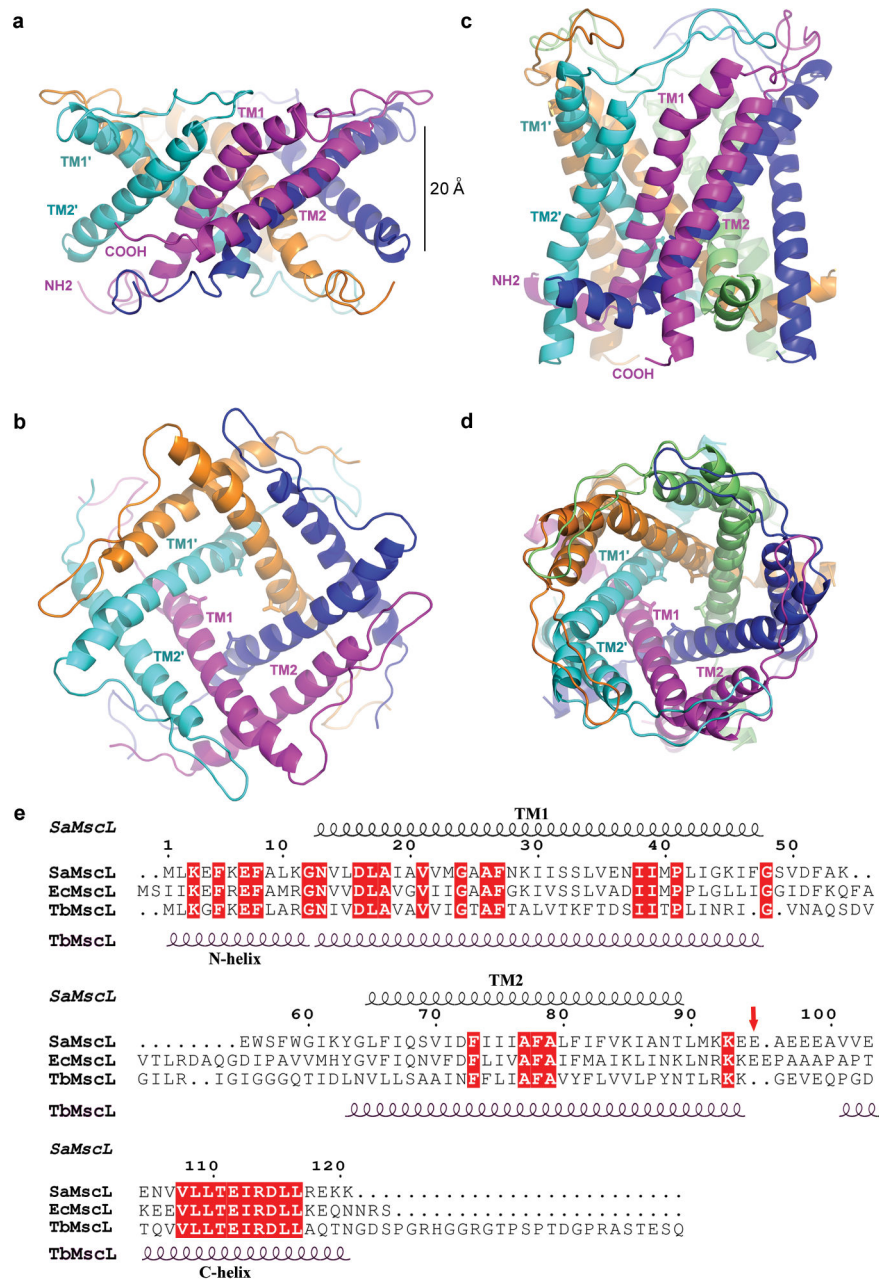 a
TM1
TM1'
TM2'
TM2
COOH
NH2
20 Å
c
TM1
TM1'
TM2'
TM2
NH2
COOH
b
TM1'
TM1
TM2'
TM2
d
TM1'
TM1
TM2'
TM2
e
SaMscL TM1
1 10 20 30 40 50
SaMscL ..MLKEFKEFALKGNVLDLAIAVVMGAAFNKIISSLVENIIMPLIGKIFGSVDFAK..
EcMscL MSIIKEFREFAMRGNVVDLAVGVIIGAAFGKIVSSLVADIIMPPLGLLIGGIDFKQFA
TbMscL ..MLKGFREFLARGNIVDLAVAVVIGTAFTALVTKFTDSIITPLINRI.G.VNAQSDV
TbMscL
N-helix
SaMscL TM2
60 70 80 90 100
SaMscL ........EWSFWGIKYGLFIQSVIDFIIIAFALFIFVKIANTLMKKEE.AEEEAVVE
EcMscL VTLRDAQGDIPAVVMHYGVFIQNVFDFLIVAFAIFMAIKLINKLNRKKEEPAAAPAPT
TbMscL GILR..IGIGGGQTIDLNVLLSAAINFFLIAFAVYFLVVLPYNTLRKK..GEVEQPGD
TbMscL
SaMscL
110 120
SaMscL ENVVLLTEIRDLLREKK..........................
EcMscL KEEVLLTEIRDLLKEQNNRS.......................
TbMscL TQVVLLTEIRDLLAQTNGDSPGRHGGRGTPSPTDGPRASTESQ
TbMscL
C-helix